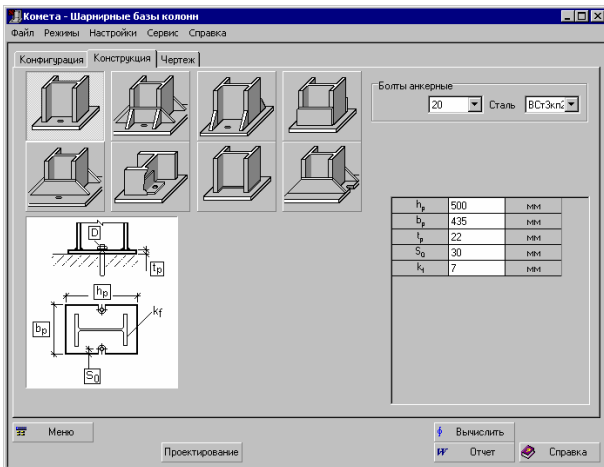 Комета - Шарнирные базы колонн
Файл Режимы Настройки Сервис Справка
Конфигурация Конструкция Чертеж
Болты анкерные
20 Сталь ВСт3кп2
hp 500 мм
bp 435 мм
tp 22 мм
S0 30 мм
kf 7 мм
D
tp
hp
kf
bp
S0
Меню
Вычислить
Проектирование
Отчет
Справка